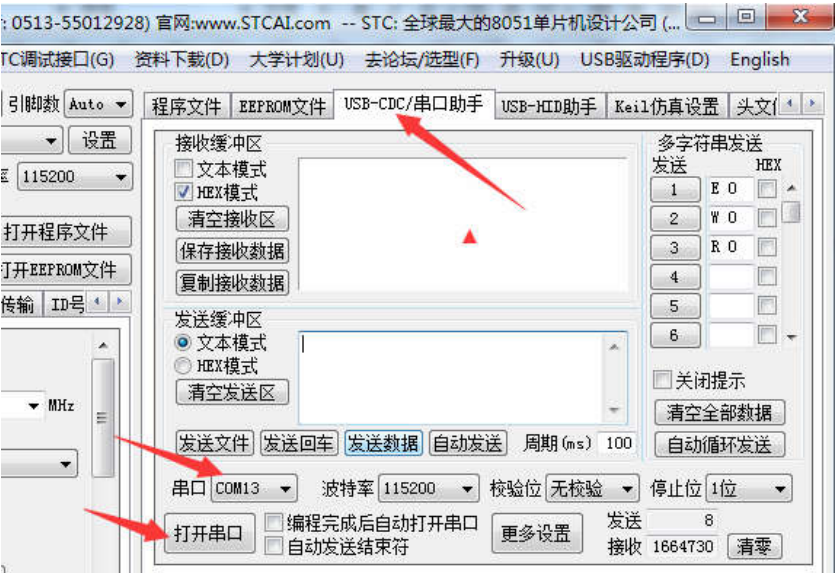 : 0513-55012928) 官网:www.STCAI.com -- STC: 全球最大的8051单片机设计公司 (...
TC调试接口(G) 资料下载(D) 大学计划(U) 去论坛/选型(F) 升级(U) USB驱动程序(D) English
引脚数 Auto
设置
115200
打开程序文件
打开EEPROM文件
传输 ID号
MHz
程序文件 EEPROM文件 USB-CDC/串口助手 USB-HID助手 Keil仿真设置 头文
接收缓冲区
文本模式
HEX模式
清空接收区
保存接收数据
复制接收数据
发送缓冲区
文本模式
HEX模式
清空发送区
发送文件 发送回车 发送数据 自动发送 周期(ms) 100
多字符串发送
发送 HEX
1 E 0
2 W 0
3 R 0
4
5
6
关闭提示
清空全部数据
自动循环发送
串口 COM13 波特率 115200 校验位 无校验 停止位 1位
打开串口
编程完成后自动打开串口
自动发送结束符
更多设置
发送 8
接收 1664730 清零